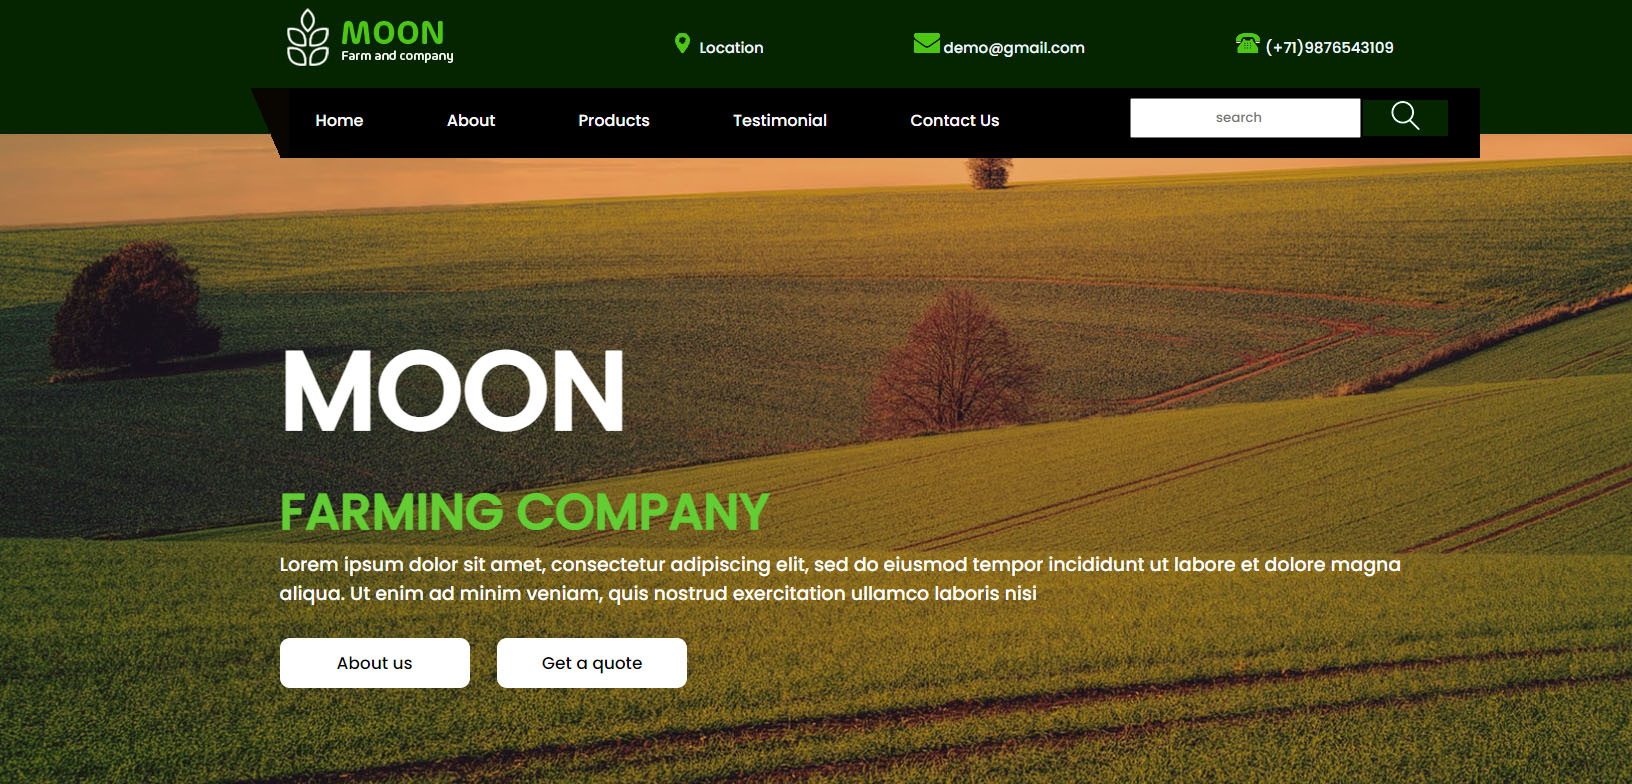 MOON
Farm and company
Location
demo@gmail.com
(+71)9876543109
Home
About
Products
Testimonial
Contact Us
search
MOON
FARMING COMPANY
Lorem ipsum dolor sit amet, consectetur adipiscing elit, sed do eiusmod tempor incididunt ut labore et dolore magna
aliqua. Ut enim ad minim veniam, quis nostrud exercitation ullamco laboris nisi
About us
Get a quote